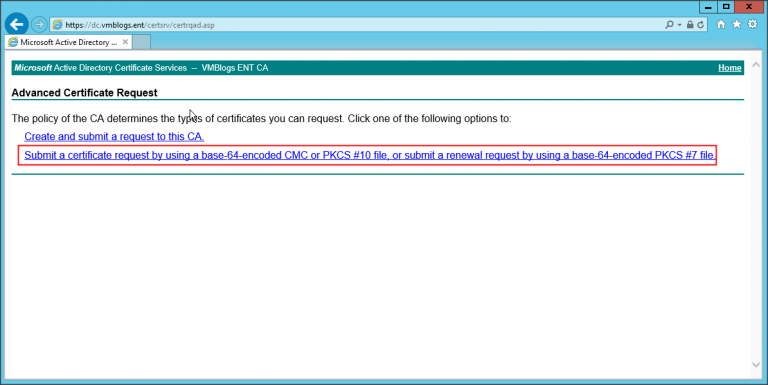 https://dc.vmblogs.ent/certsrv/certrqad.asp
Microsoft Active Directory ...
Microsoft Active Directory Certificate Services -- VMBlogs ENT CA Home
Advanced Certificate Request
The policy of the CA determines the types of certificates you can request. Click one of the following options to:
Create and submit a request to this CA.
Submit a certificate request by using a base-64-encoded CMC or PKCS #10 file, or submit a renewal request by using a base-64-encoded PKCS #7 file.